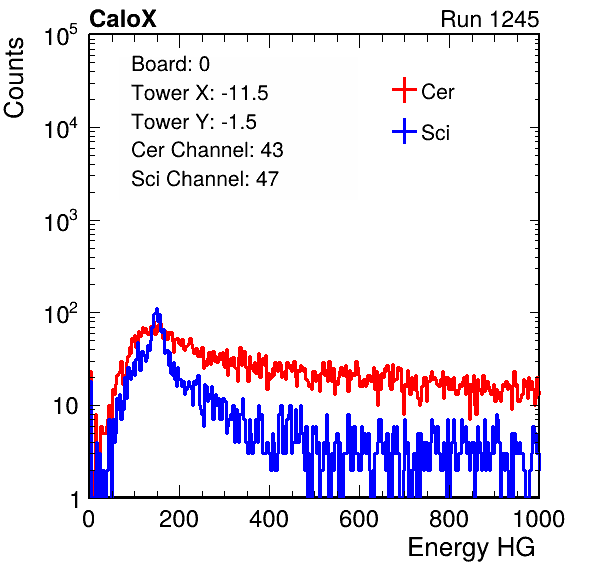 CaloX Run 1245
Counts
10^5
10^4
10^3
10^2
10
1
Board: 0
Tower X: -11.5
Tower Y: -1.5
Cer Channel: 43
Sci Channel: 47
Cer
Sci
0 200 400 600 800 1000
Energy HG